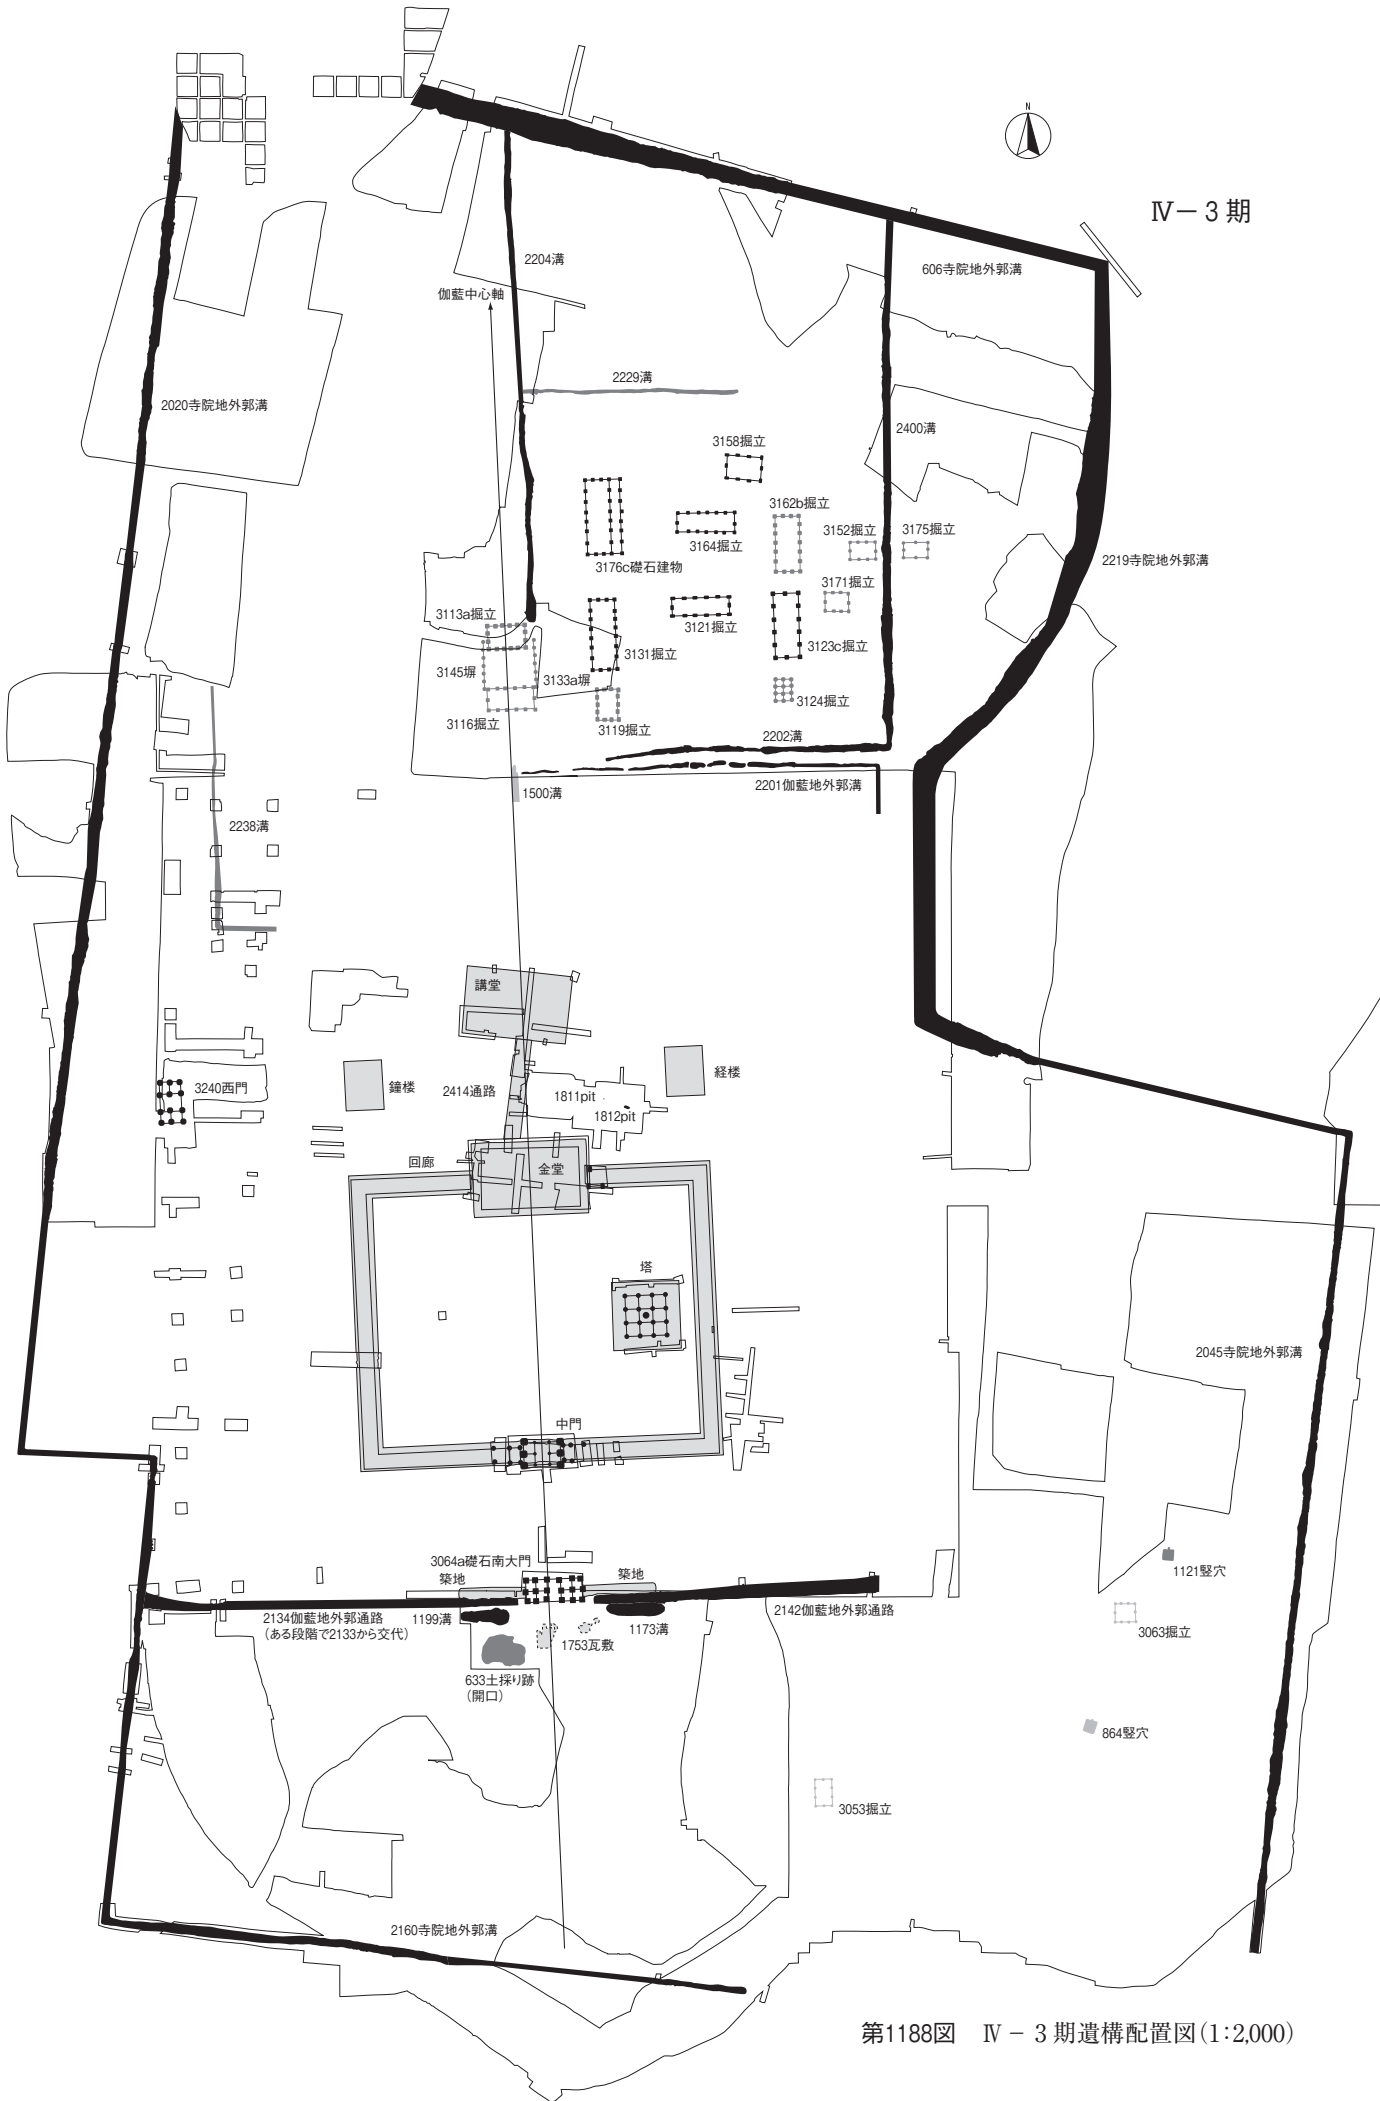 N
Ⅳ－3期
2204溝
606寺院地外郭溝
伽藍中心軸
2229溝
2020寺院地外郭溝
2400溝
3158掘立
3162b掘立
3152掘立
3175掘立
3164掘立
2219寺院地外郭溝
3176c礎石建物
3171掘立
3113a掘立
3121掘立
3131掘立
3123c掘立
3145塀
3133a塀
3124掘立
3116掘立
3119掘立
2202溝
1500溝
2201伽藍地外郭溝
2238溝
講堂
経楼
3240西門
鐘楼
2414通路
1811pit
1812pit
回廊
金堂
塔
2045寺院地外郭溝
中門
3064a礎石南大門
築地
築地
1121竪穴
2134伽藍地外郭通路
（ある段階で2133から交代）
1199溝
2142伽藍地外郭通路
1173溝
1753瓦敷
3063掘立
633土採り跡
（開口）
864竪穴
3053掘立
2160寺院地外郭溝
第1188図　Ⅳ－3期遺構配置図(1:2,000)